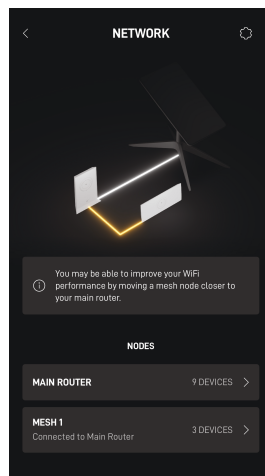 NETWORK
You may be able to improve your WiFi
performance by moving a mesh node closer to
your main router.
NODES
MAIN ROUTER 9 DEVICES
MESH 1
Connected to Main Router 3 DEVICES